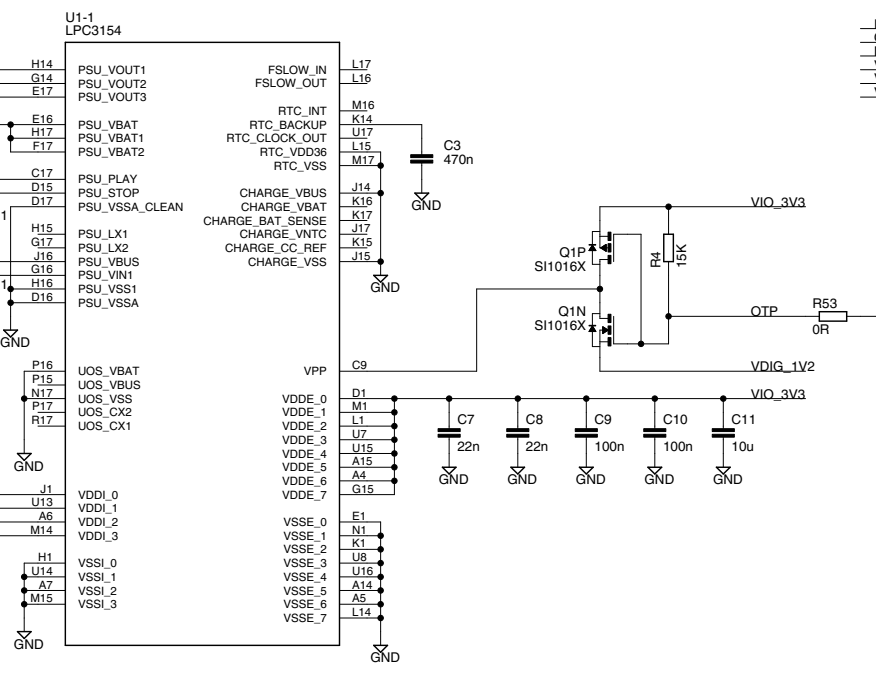 U1-1
LPC3154
H14 PSU_VOUT1
G14 PSU_VOUT2
E17 PSU_VOUT3
E16 PSU_VBAT
H17 PSU_VBAT1
F17 PSU_VBAT2
C17 PSU_PLAY
D15 PSU_STOP
D17 PSU_VSSA_CLEAN
1
H15 PSU_LX1
G17 PSU_LX2
J16 PSU_VBUS
G16 PSU_VIN1
1 H16 PSU_VSS1
D16 PSU_VSSA
GND
P16 UOS_VBAT
P15 UOS_VBUS
N17 UOS_VSS
P17 UOS_CX2
R17 UOS_CX1
GND
J1 VDDI_0
U13 VDDI_1
A6 VDDI_2
M14 VDDI_3
H1 VSSI_0
U14 VSSI_1
A7 VSSI_2
M15 VSSI_3
GND
FSLOW_IN L17
FSLOW_OUT L16
RTC_INT M16
RTC_BACKUP K14
RTC_CLOCK_OUT U17
RTC_VDD36 L15
RTC_VSS M17
CHARGE_VBUS J14
CHARGE_VBAT K16
CHARGE_BAT_SENSE K17
CHARGE_VNTC J17
CHARGE_CC_REF K15
CHARGE_VSS J15
GND
C3
470n
GND
VPP C9
VDDE_0 D1
VDDE_1 M1
VDDE_2 L1
VDDE_3 U7
VDDE_4 U15
VDDE_5 A15
VDDE_6 A4
VDDE_7 G15
VSSE_0 E1
VSSE_1 N1
VSSE_2 K1
VSSE_3 U8
VSSE_4 U16
VSSE_5 A14
VSSE_6 A5
VSSE_7 L14
GND
VIO_3V3
Q1P
SI1016X
R4
15K
Q1N
SI1016X
OTP
R53
0R
VDIG_1V2
VIO_3V3
C7
22n
GND
C8
22n
GND
C9
100n
GND
C10
100n
GND
C11
10u
GND